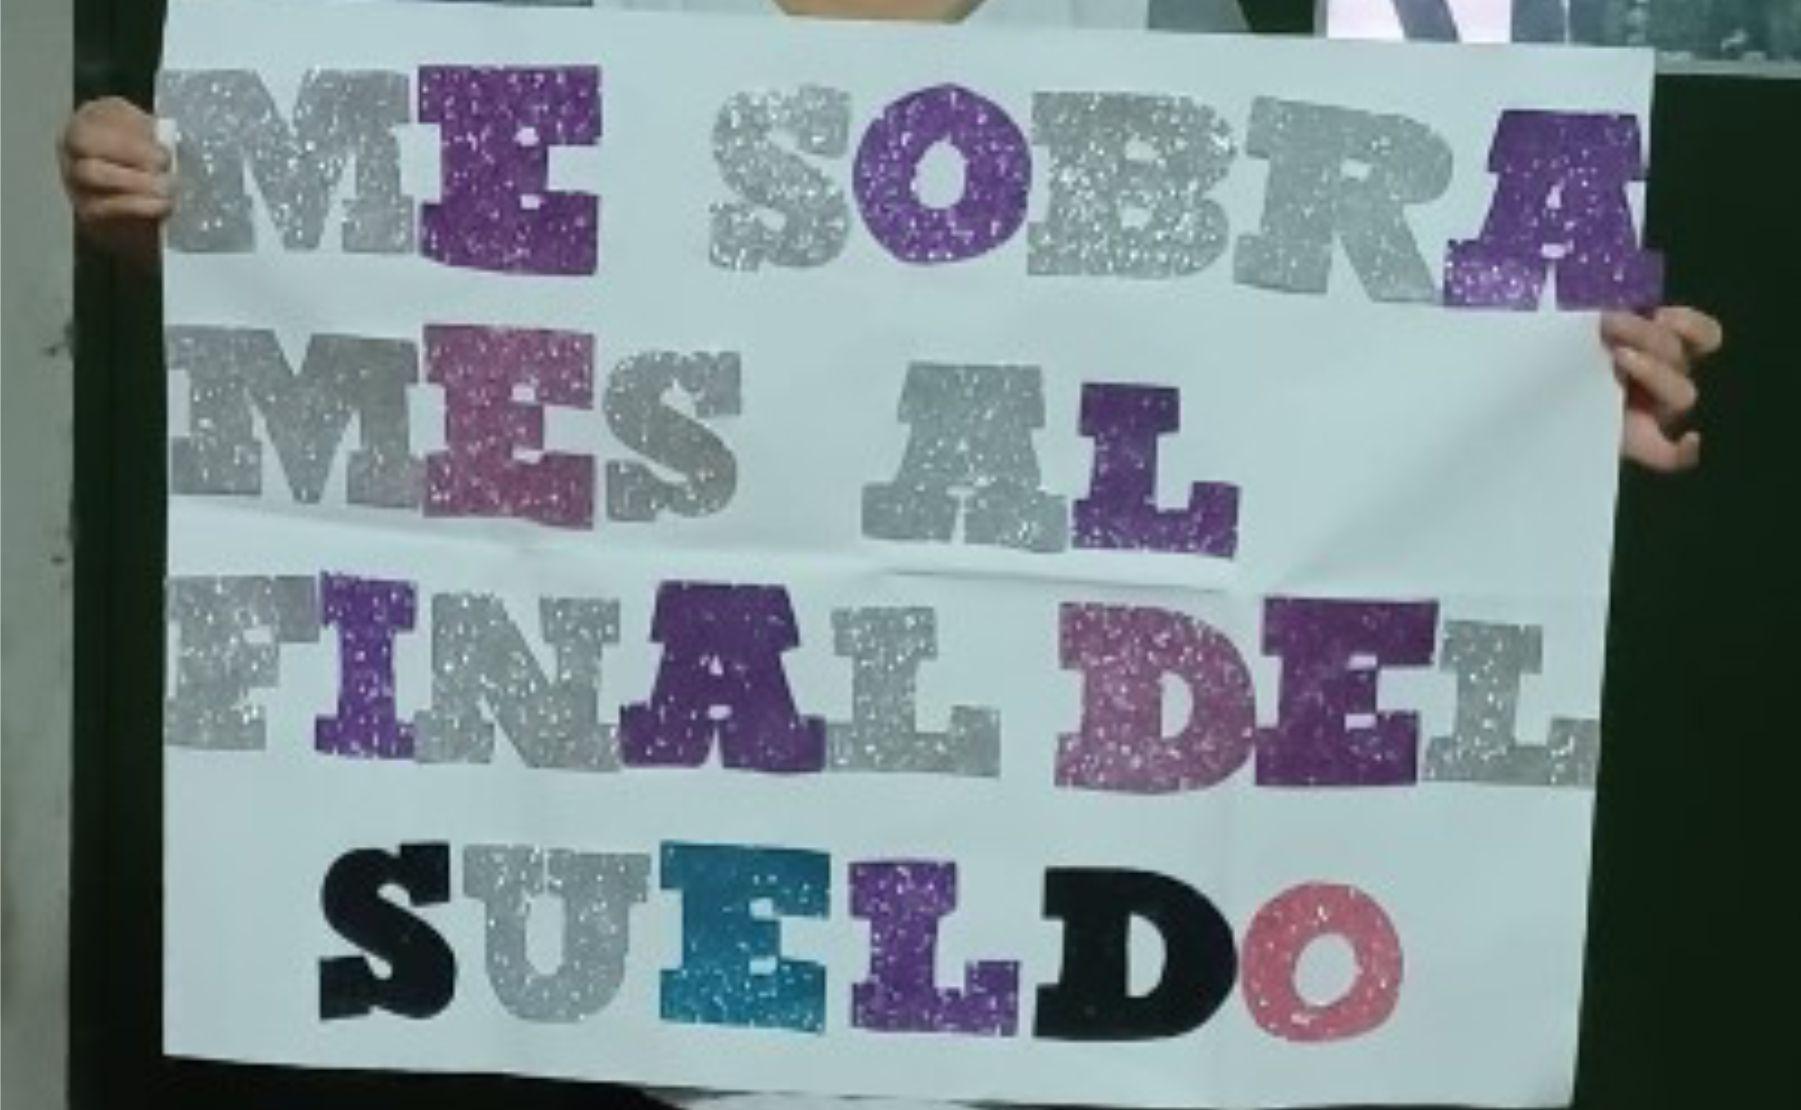 ME SOBRA
MES AL
FINAL DEL
SUELDO